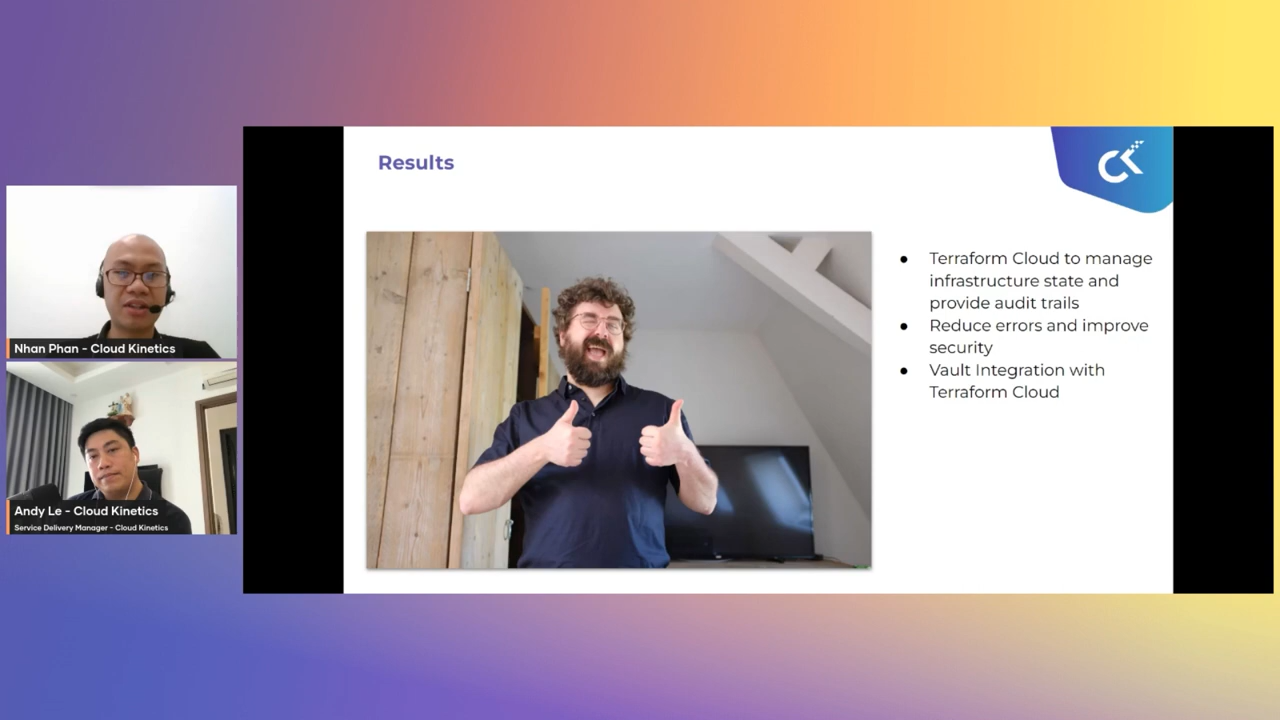 Results
CK
● Terraform Cloud to manage
infrastructure state and
provide audit trails
● Reduce errors and improve
security
● Vault Integration with
Terraform Cloud
Nhan Phan - Cloud Kinetics
Andy Le - Cloud Kinetics
Service Delivery Manager - Cloud Kinetics